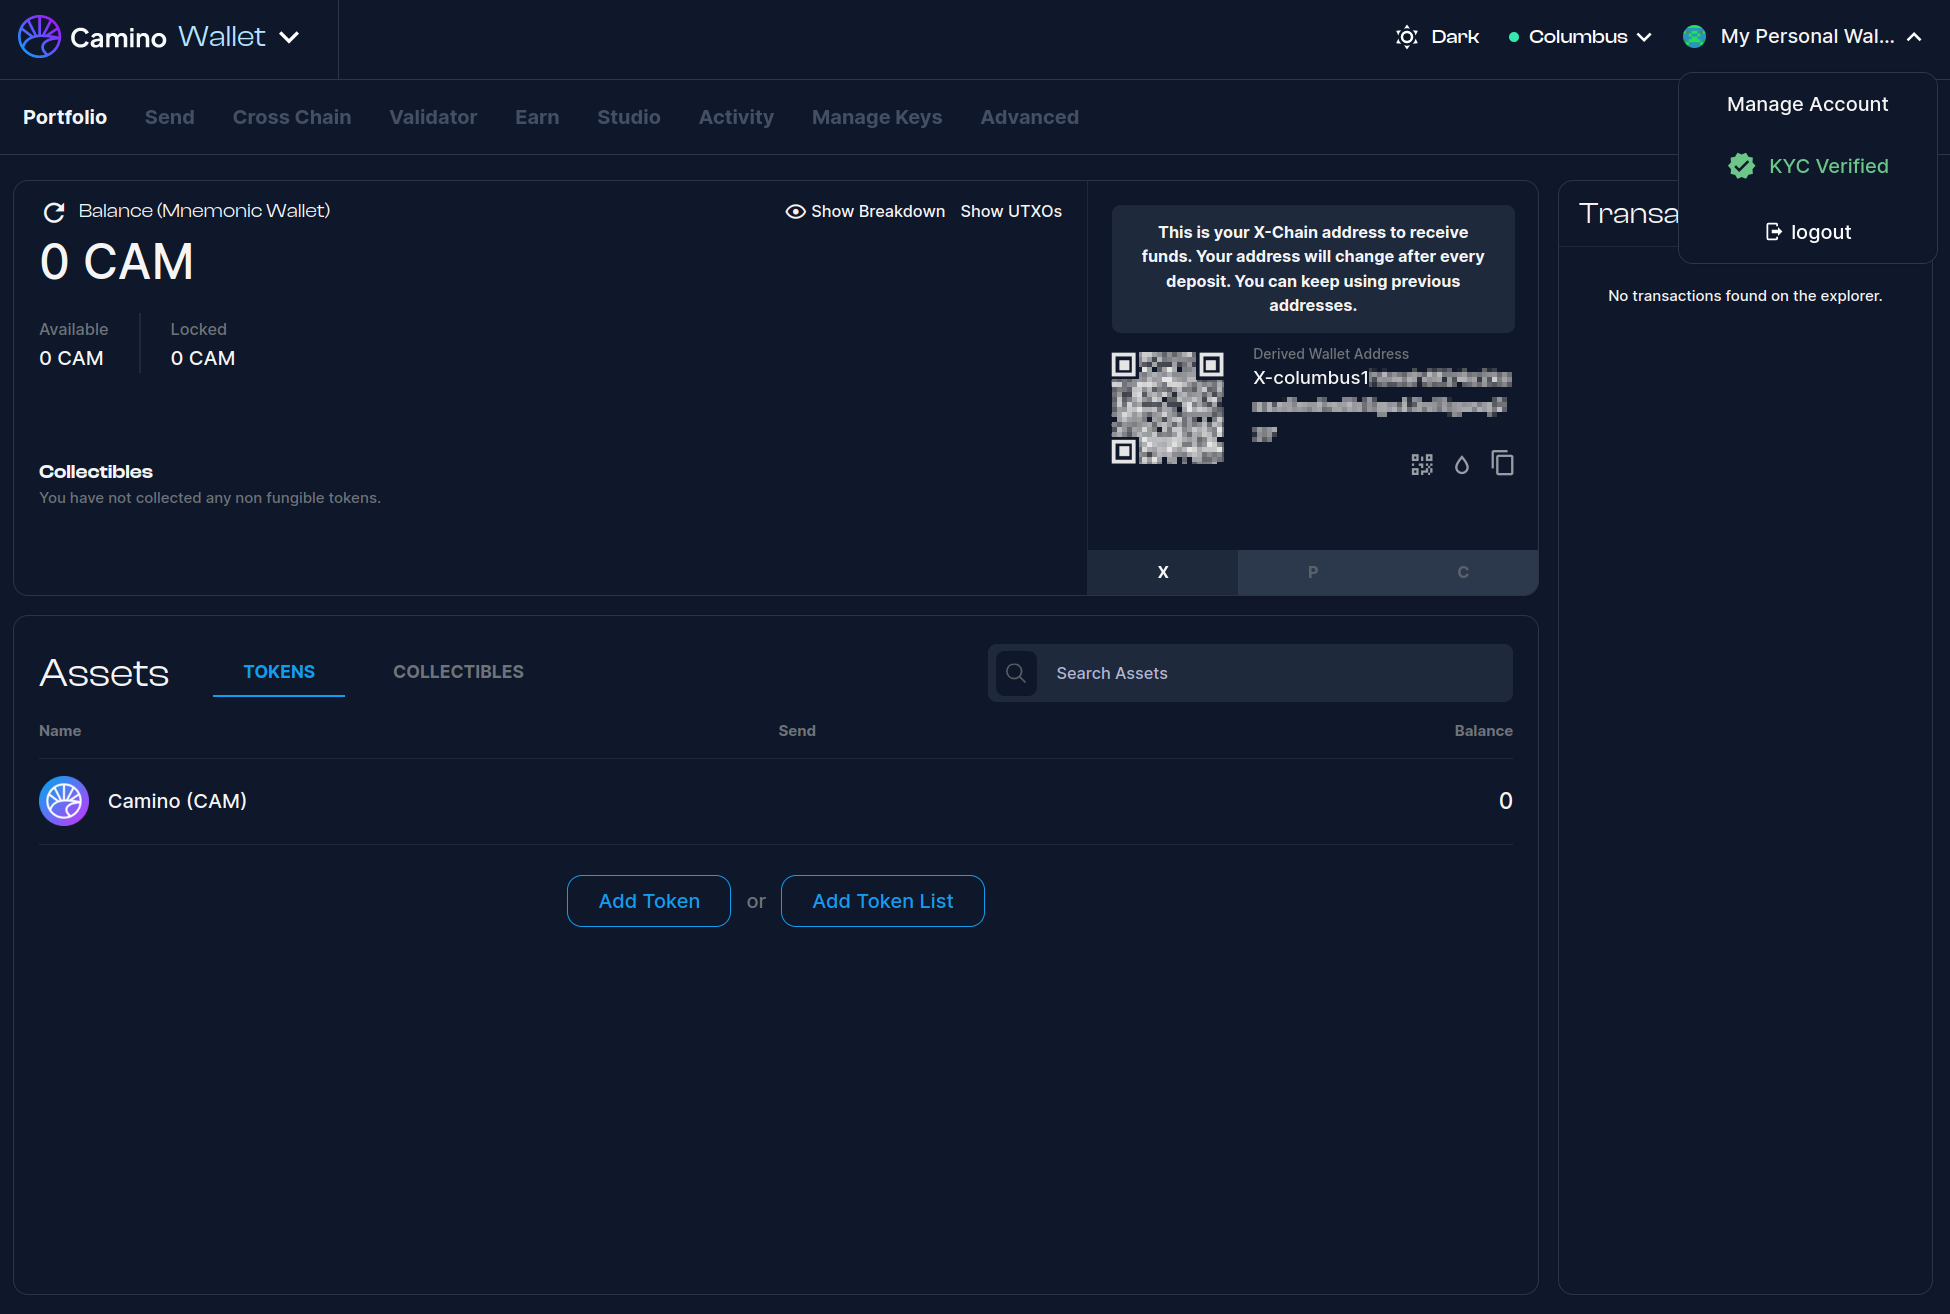 Camino Wallet
Dark
Columbus
My Personal Wal...
Manage Account
KYC Verified
logout
Portfolio
Send
Cross Chain
Validator
Earn
Studio
Activity
Manage Keys
Advanced
Balance (Mnemonic Wallet)
Show Breakdown
Show UTXOs
0 CAM
Available
0 CAM
Locked
0 CAM
Collectibles
You have not collected any non fungible tokens.
This is your X-Chain address to receive
funds. Your address will change after every
deposit. You can keep using previous
addresses.
Derived Wallet Address
X-columbus1
X
P
C
Transa
No transactions found on the explorer.
Assets
TOKENS
COLLECTIBLES
Search Assets
Name
Send
Balance
Camino (CAM)
0
Add Token
or
Add Token List